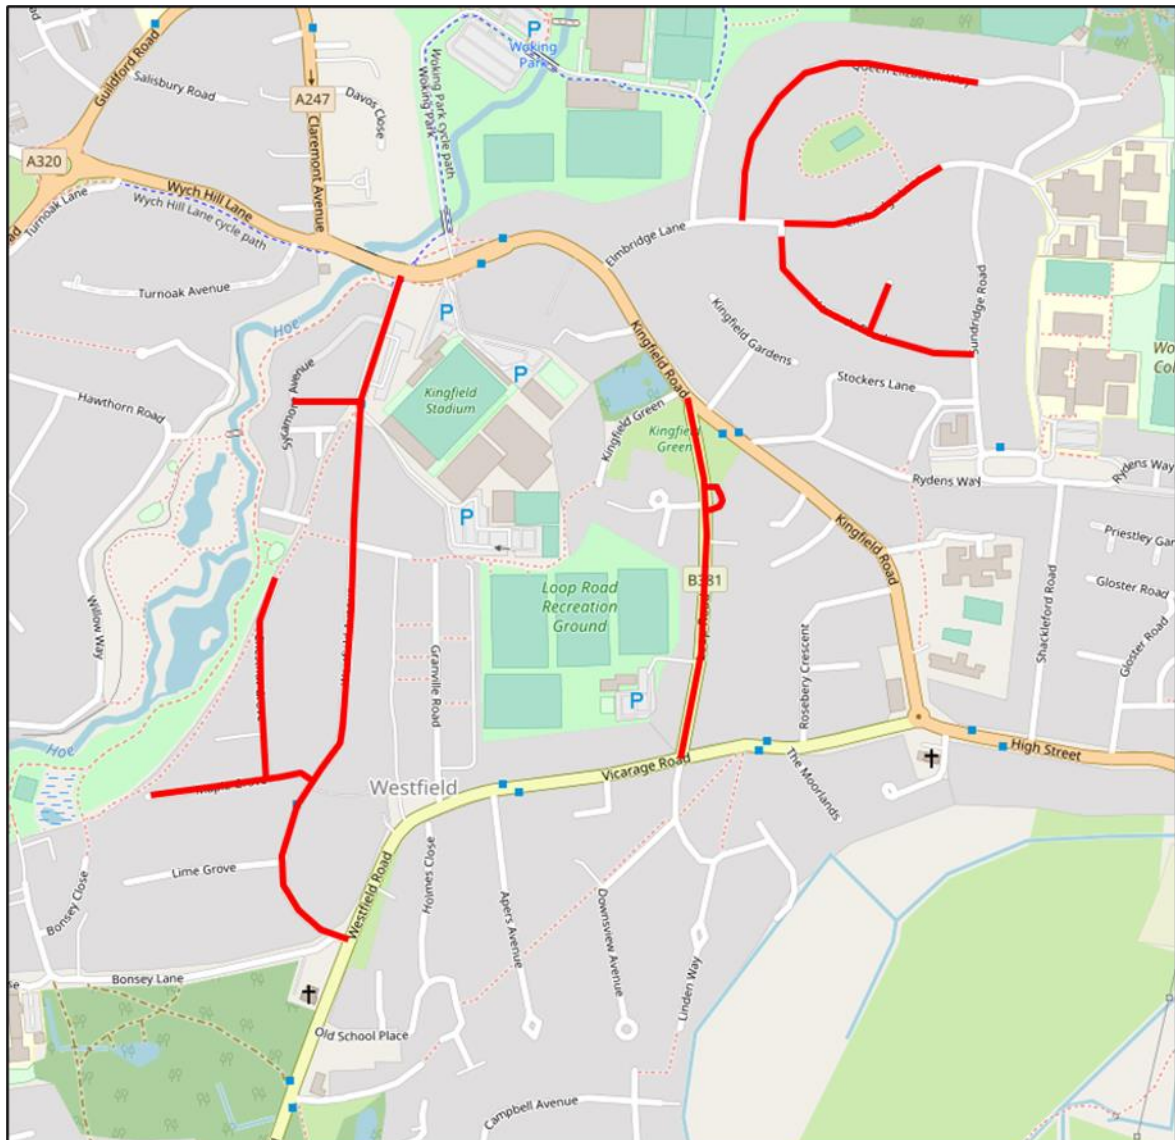 Guildford Road
Salisbury Road
A247
Davos Close
Claremont Avenue
Woking Park cycle path
Woking Park
P
Woking
Park
A320
Wych Hill Lane
Wych Hill Lane cycle path
Turnoak Lane
Turnoak Avenue
Hoe
Elmbridge Lane
Kingfield Road
Kingfield Gardens
Sundridge Road
Stockers Lane
P
P
Kingfield
Stadium
Sycamore Avenue
Hawthorn Road
Kingfield Green
Kingfield
Green
Rydens Way
Rydens Way
P
Kingfield Road
Priestley Gar
Gloster Road
Gloster Road
Shackleford Road
B381
Loop Road
Recreation
Ground
Willow Way
Granville Road
Rosebery Crescent
P
Hoe
High Street
Vicarage Road
The Moorlands
Westfield
Westfield Road
Lime Grove
Holmes Close
Bonsey Close
Apers Avenue
Downsview Avenue
Linden Way
Bonsey Lane
Old School Place
Campbell Avenue